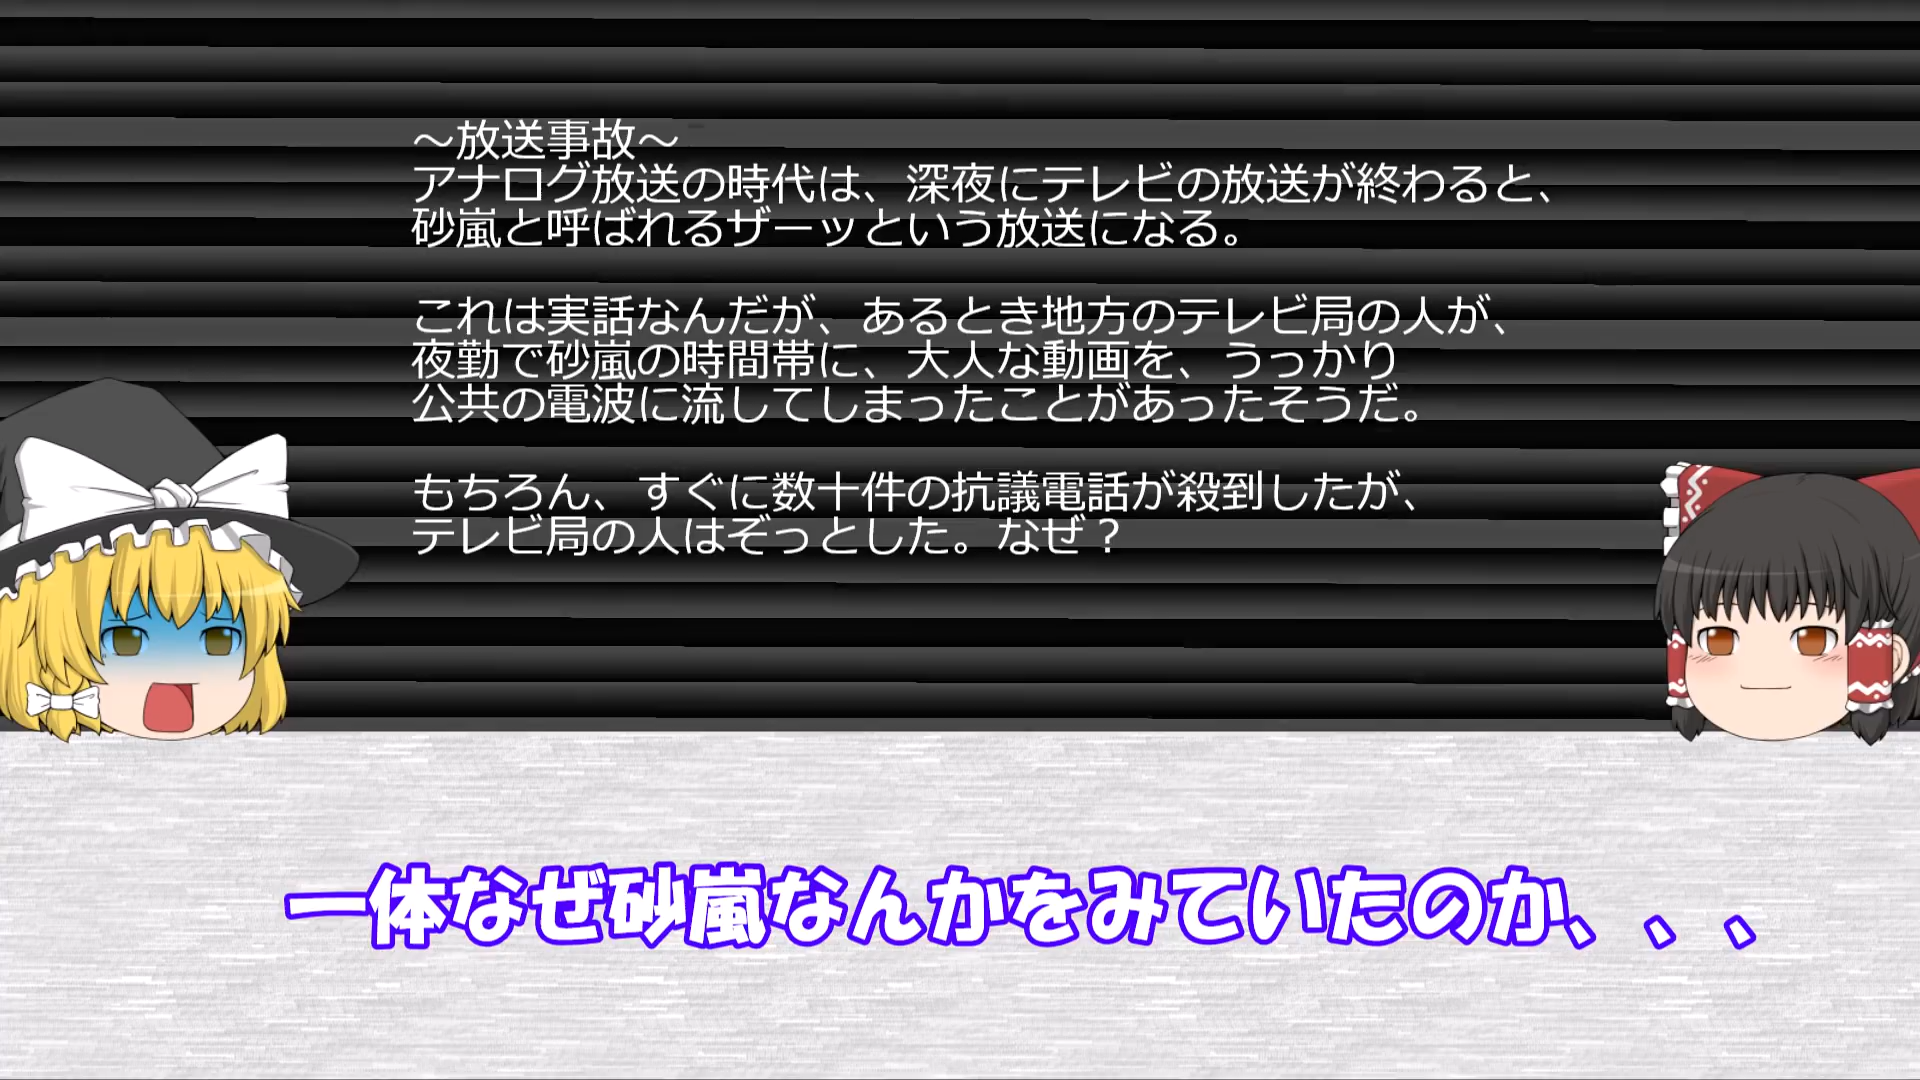 ～放送事故～
アナログ放送の時代は、深夜にテレビの放送が終わると、
砂嵐と呼ばれるザーッという放送になる。
これは実話なんだが、あるとき地方のテレビ局の人が、
夜勤で砂嵐の時間帯に、大人な動画を、うっかり
公共の電波に流してしまったことがあったそうだ。
もちろん、すぐに数十件の抗議電話が殺到したが、
テレビ局の人はぞっとした。なぜ？
一体なぜ砂嵐なんかをみていたのか、、、